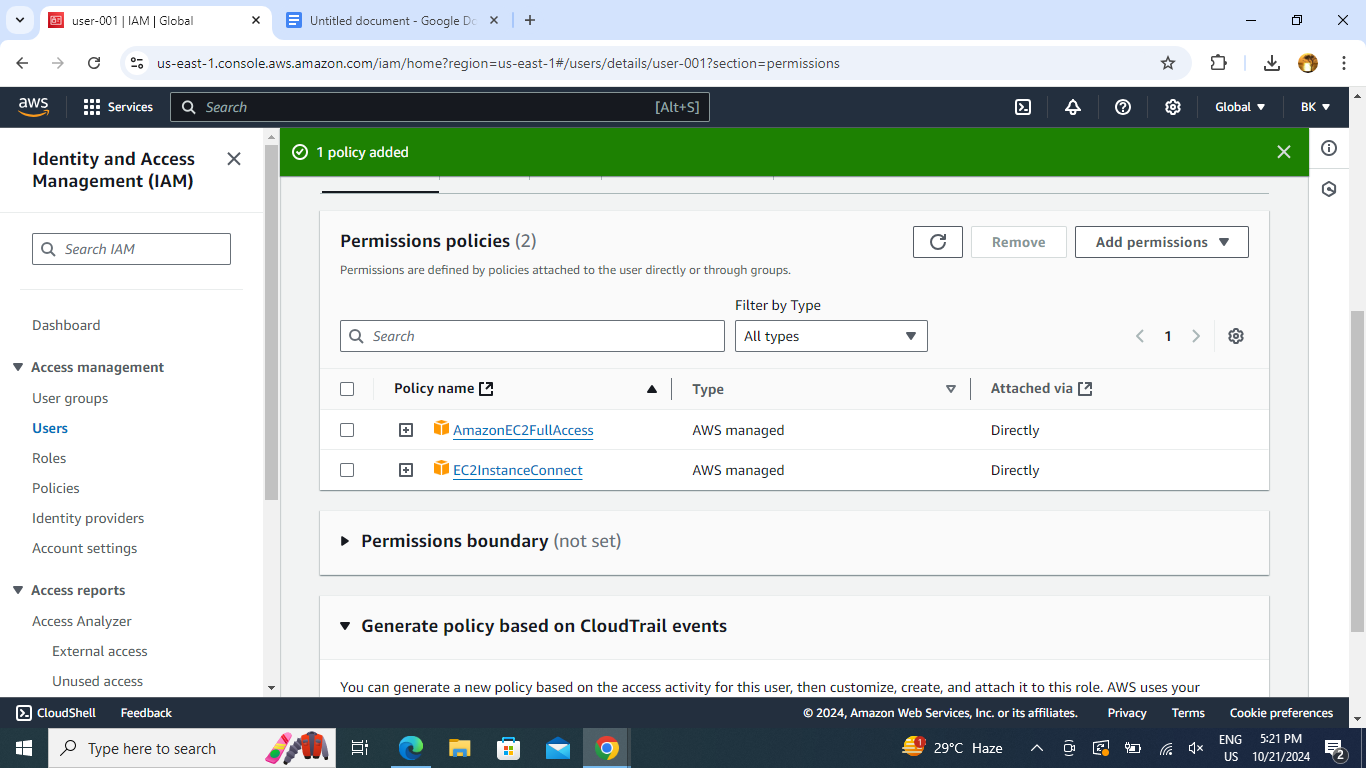 user-001 | IAM | Global
Untitled document - Google Do
us-east-1.console.aws.amazon.com/iam/home?region=us-east-1#/users/details/user-001?section=permissions
aws
Services
Search
[Alt+S]
Global
BK
Identity and Access
Management (IAM)
Search IAM
Dashboard
Access management
User groups
Users
Roles
Policies
Identity providers
Account settings
Access reports
Access Analyzer
External access
Unused access
1 policy added
Permissions policies (2)
Remove
Add permissions
Permissions are defined by policies attached to the user directly or through groups.
Filter by Type
Search
All types
1
Policy name
Type
Attached via
AmazonEC2FullAccess
AWS managed
Directly
EC2InstanceConnect
AWS managed
Directly
Permissions boundary (not set)
Generate policy based on CloudTrail events
You can generate a new policy based on the access activity for this user, then customize, create, and attach it to this role. AWS uses your
CloudShell
Feedback
© 2024, Amazon Web Services, Inc. or its affiliates.
Privacy
Terms
Cookie preferences
Type here to search
1
29°C Haze
ENG
US
5:21 PM
10/21/2024
2